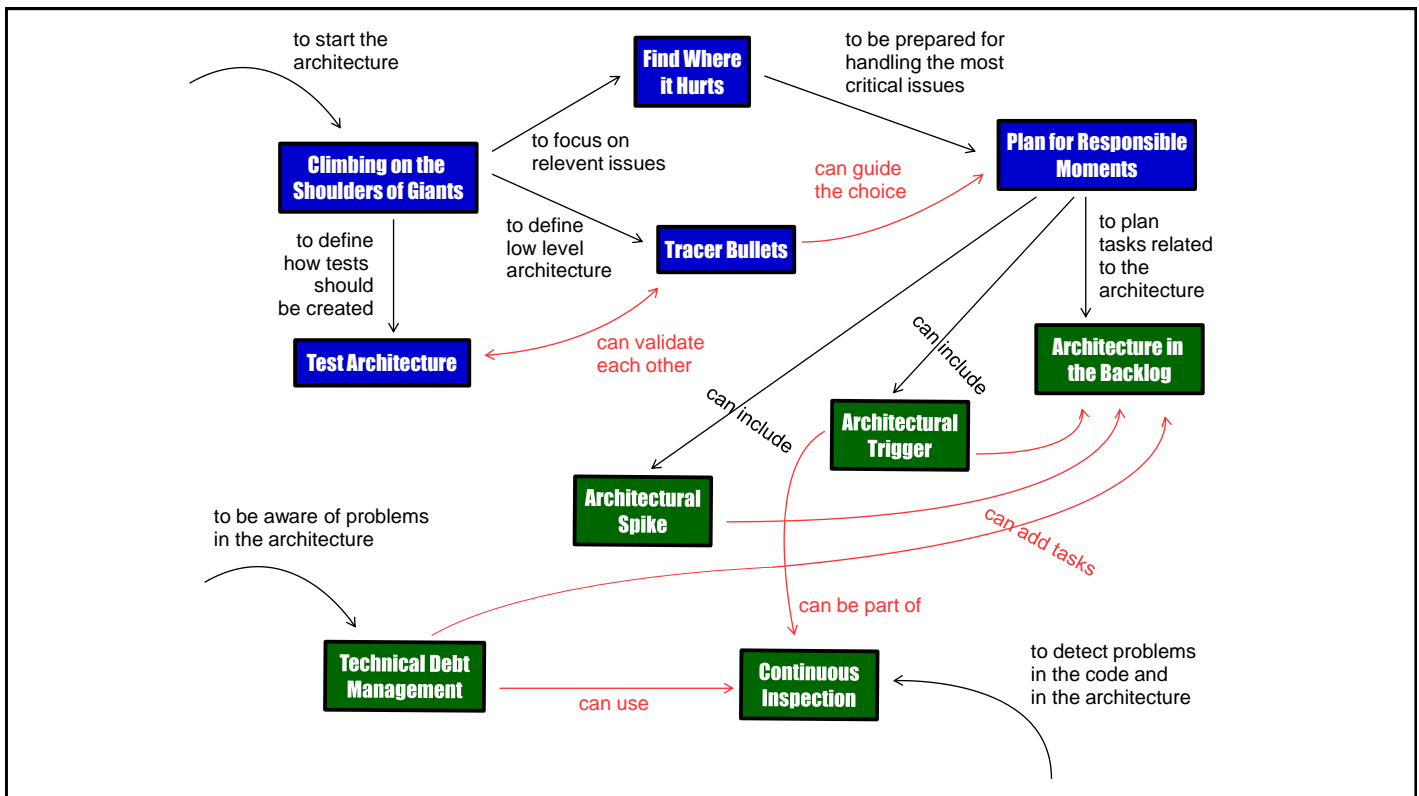 to start the
architecture
Find Where
it Hurts
to be prepared for
handling the most
critical issues
to focus on
relevent issues
Climbing on the
Shoulders of Giants
can guide
the choice
Plan for Responsible
Moments
to define
how tests
should
be created
to define
low level
architecture
Tracer Bullets
to plan
tasks related
to the
architecture
Test Architecture
can validate
each other
can include
can include
Architecture in
the Backlog
Architectural
Trigger
Architectural
Spike
can add tasks
to be aware of problems
in the architecture
can be part of
Technical Debt
Management
can use
Continuous
Inspection
to detect problems
in the code and
in the architecture